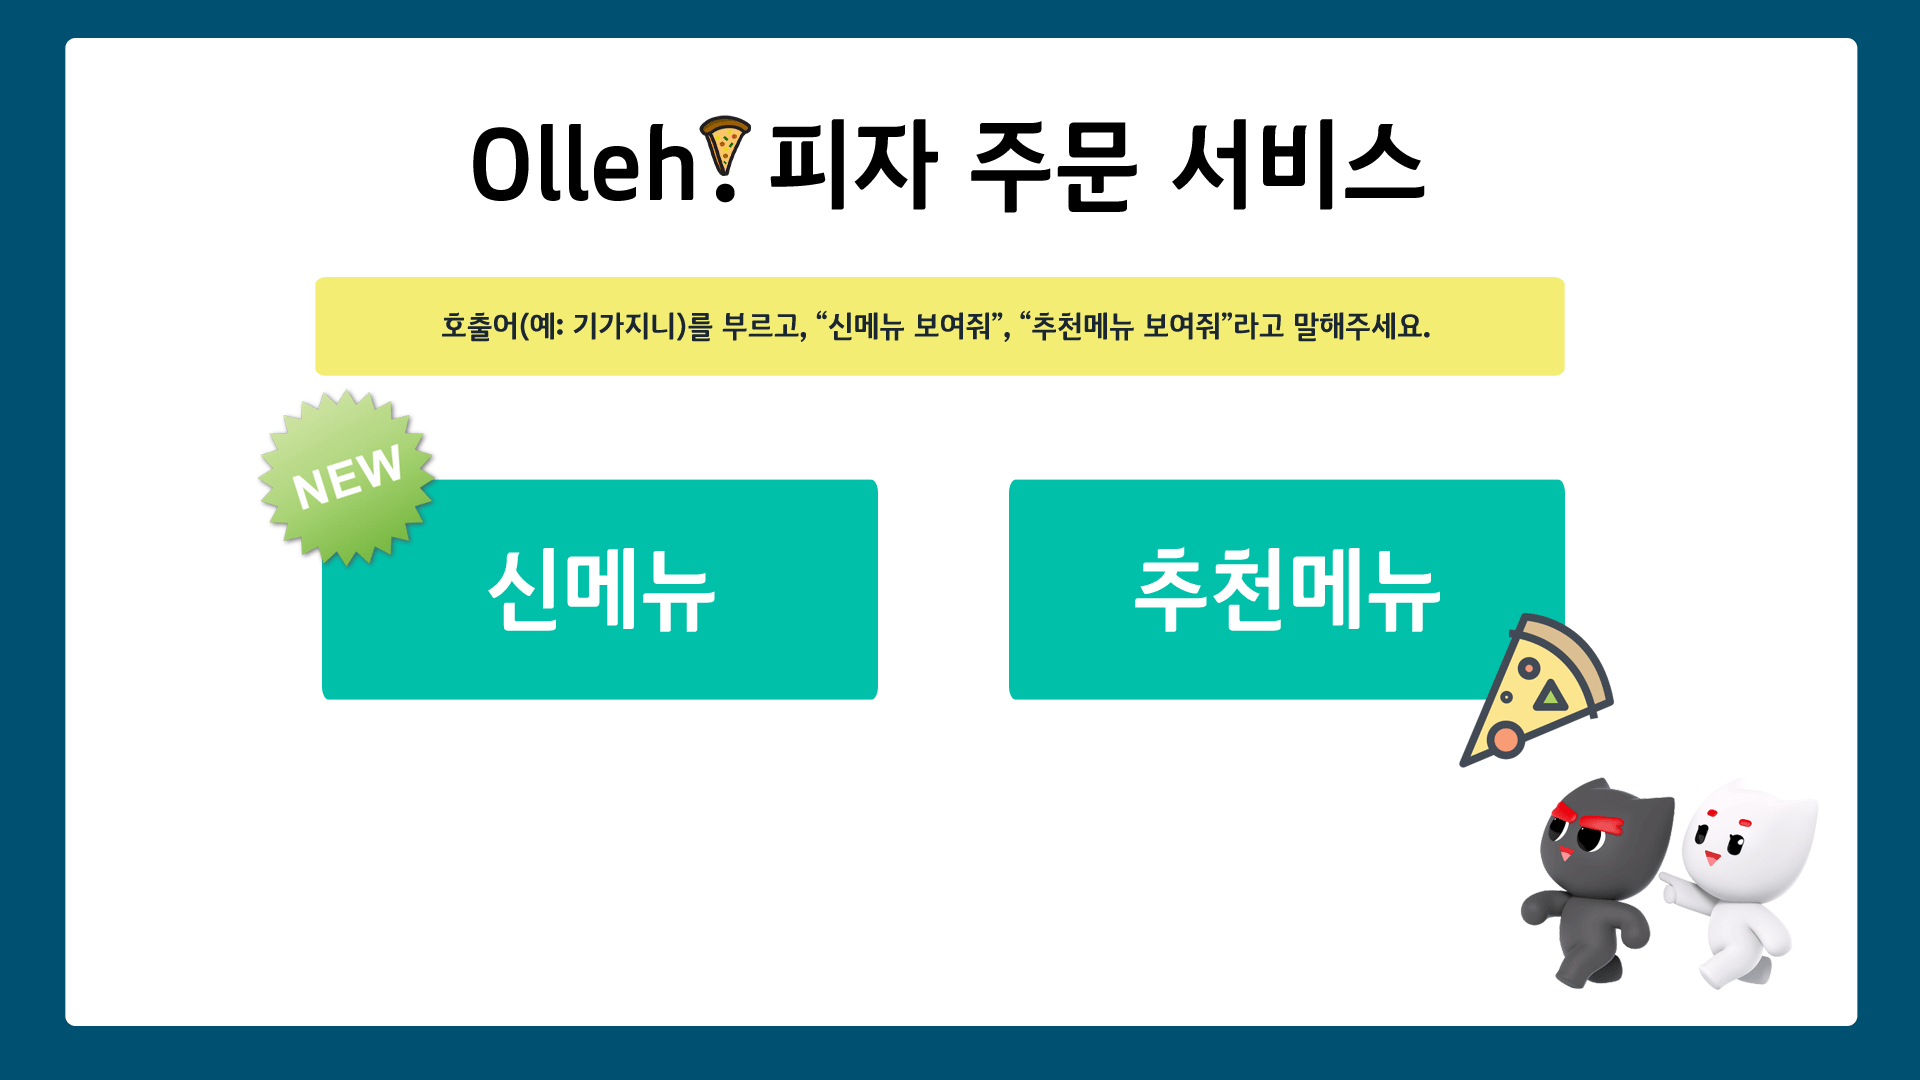 Olleh! 피자 주문 서비스
호출어(예: 기가지니)를 부르고, “신메뉴 보여줘”, “추천메뉴 보여줘”라고 말해주세요.
NEW
신메뉴
추천메뉴